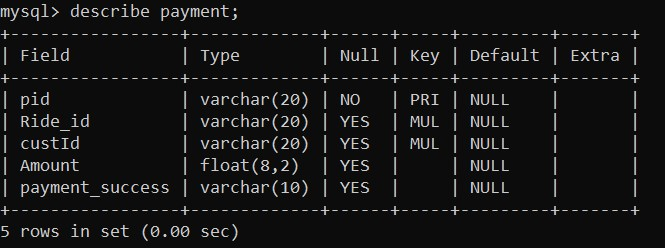 mysql> describe payment;
+-----------------+-------------+------+-----+---------+-------+
| Field           | Type        | Null | Key | Default | Extra |
+-----------------+-------------+------+-----+---------+-------+
| pid             | varchar(20) | NO   | PRI | NULL    |       |
| Ride_id         | varchar(20) | YES  | MUL | NULL    |       |
| custId          | varchar(20) | YES  | MUL | NULL    |       |
| Amount          | float(8,2)  | YES  |     | NULL    |       |
| payment_success | varchar(10) | YES  |     | NULL    |       |
+-----------------+-------------+------+-----+---------+-------+
5 rows in set (0.00 sec)